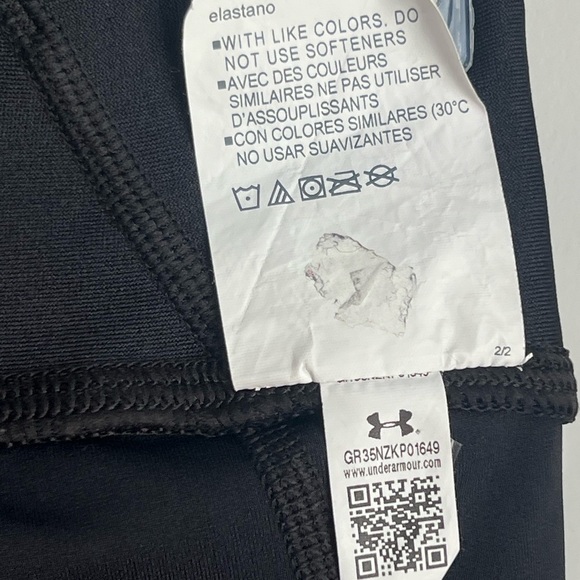 elastano
▪WITH LIKE COLORS. DO
NOT USE SOFTENERS
▪AVEC DES COULEURS
SIMILAIRES NE PAS UTILISER
D'ASSOUPLISSANTS
▪CON COLORES SIMILARES (30°C
NO USAR SUAVIZANTES
2/2
GR35NZKP01649
www.underarmour.com